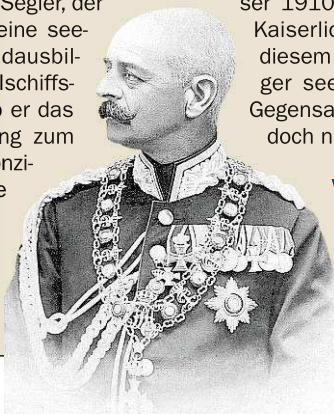 Segler, der
eine see-
dausbil-
lschiffs-
o er das
ng zum
nzi-
e
ser 1910
Kaiserlic
diesem
ger see
Gegensa
doch n